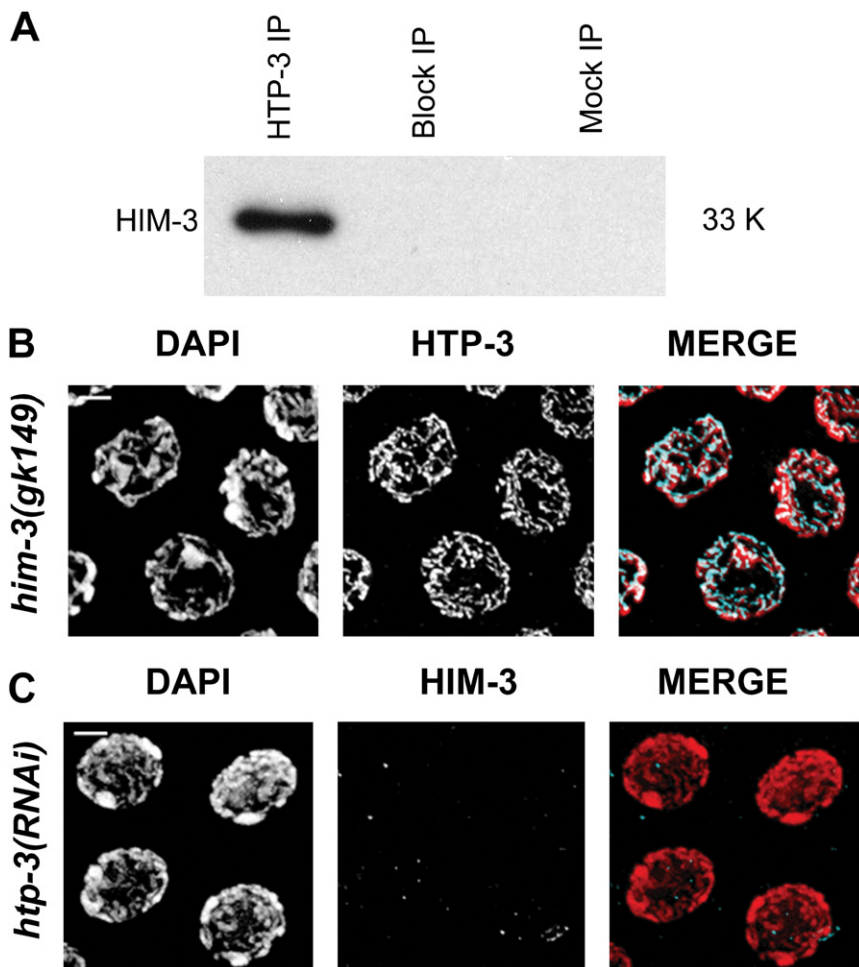 A
HTP-3 IP
Block IP
Mock IP
HIM-3
33 K
B
DAPI
HTP-3
MERGE
him-3(gk149)
C
DAPI
HIM-3
MERGE
htp-3(RNAi)